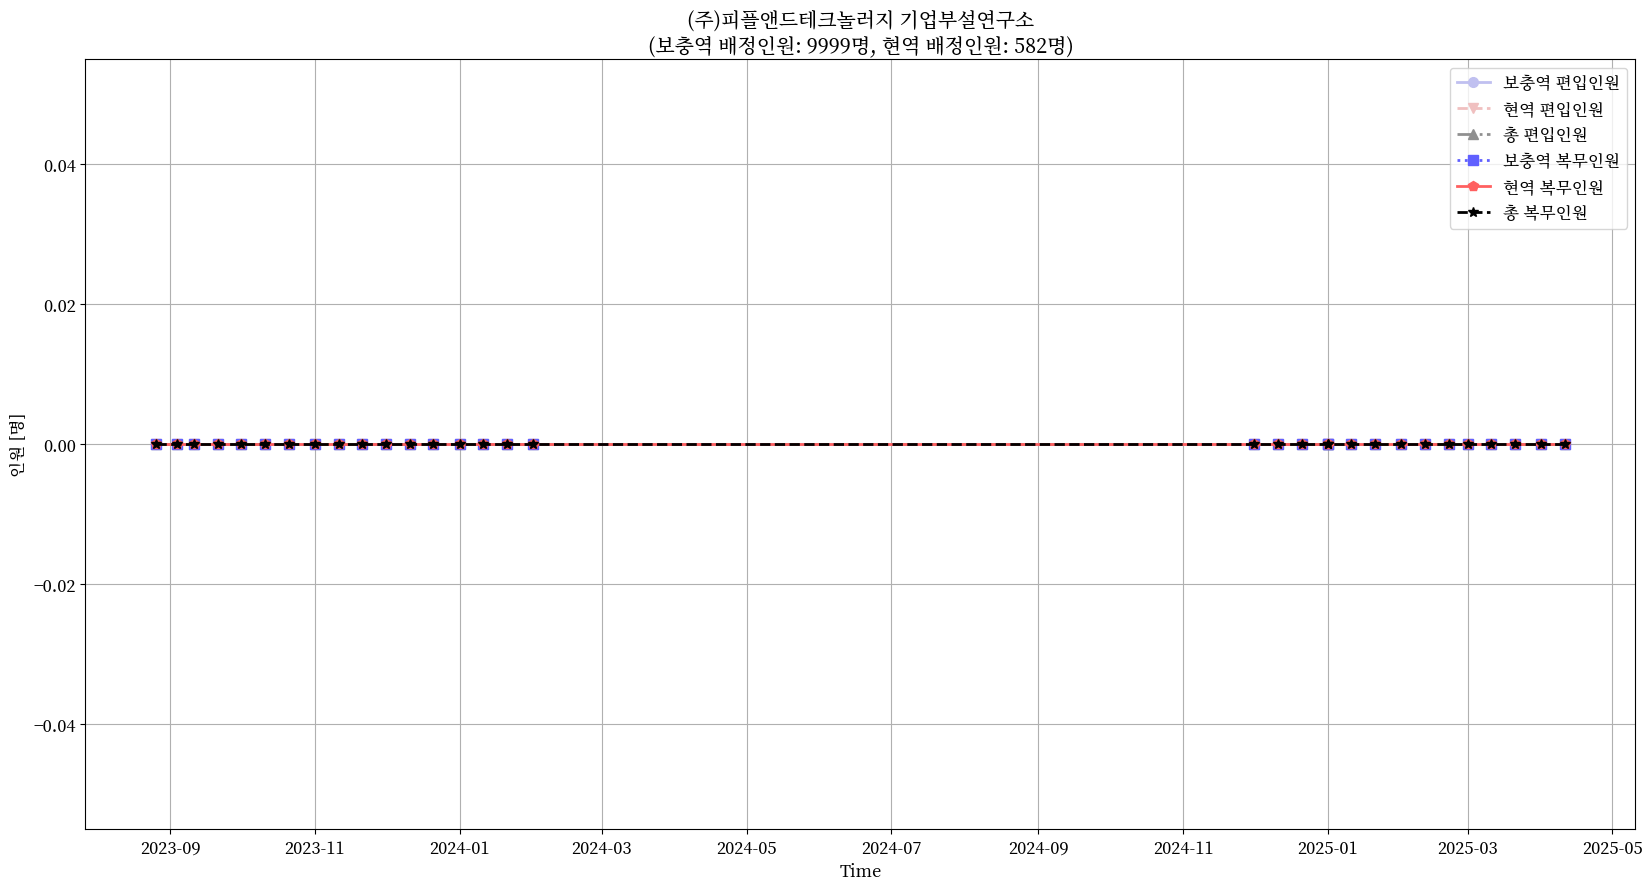 (주)피플앤드테크놀러지 기업부설연구소
(보충역 배정인원: 9999명, 현역 배정인원: 582명)
보충역 편입인원
현역 편입인원
총 편입인원
보충역 복무인원
현역 복무인원
총 복무인원
0.04
0.02
0.00
−0.02
−0.04
인원 [명]
2023-09 2023-11 2024-01 2024-03 2024-05 2024-07 2024-09 2024-11 2025-01 2025-03 2025-05
Time